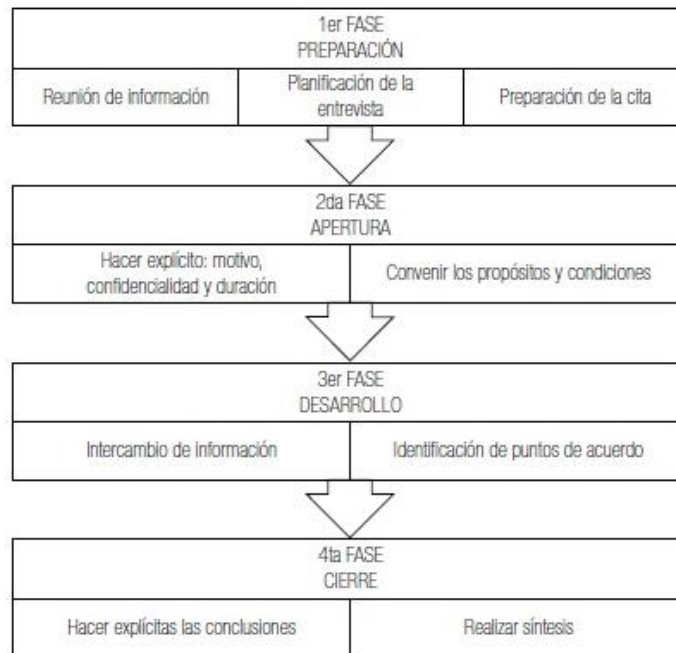 1er FASE
PREPARACIÓN
Reunión de información
Planificación de la
entrevista
Preparación de la cita
2da FASE
APERTURA
Hacer explícito: motivo,
confidencialidad y duración
Convenir los propósitos y condiciones
3er FASE
DESARROLLO
Intercambio de información
Identificación de puntos de acuerdo
4ta FASE
CIERRE
Hacer explícitas las conclusiones
Realizar síntesis